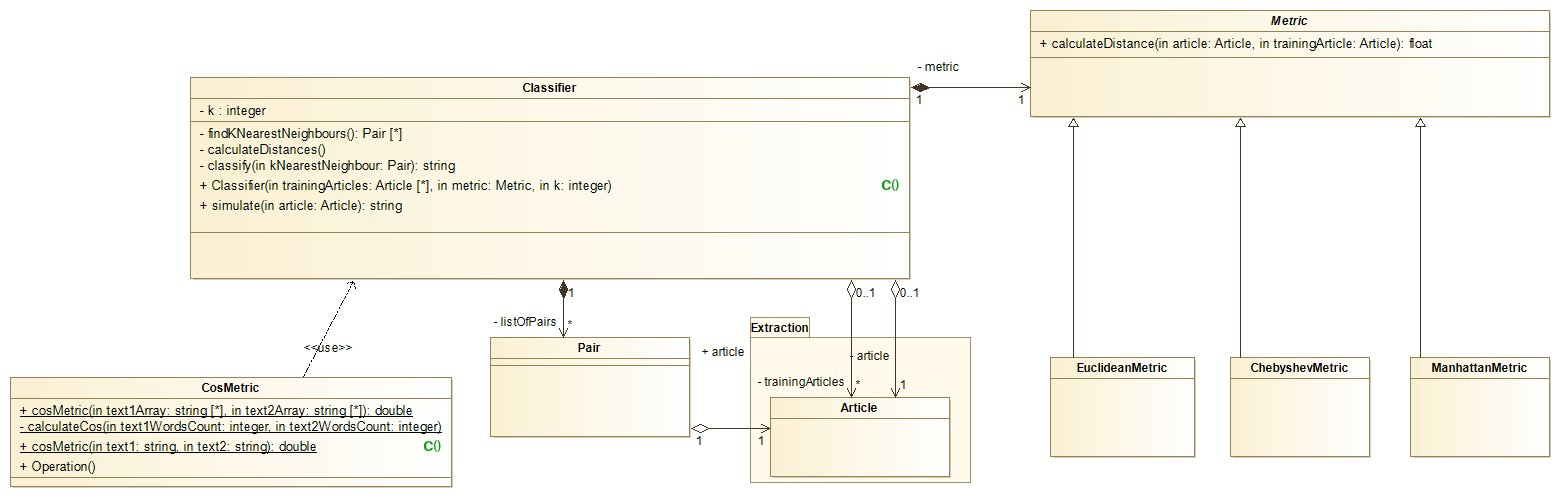 Metric
+ calculateDistance(in article: Article, in trainingArticle: Article): float
- metric
1
1
Classifier
- k : integer
- findKNearestNeighbours(): Pair [*]
- calculateDistances()
- classify(in kNearestNeighbour: Pair): string
+ Classifier(in trainingArticles: Article [*], in metric: Metric, in k: integer)
C()
+ simulate(in article: Article): string
1
0..1
0..1
- listOfPairs
*
Extraction
<<use>>
Pair
+ article
- article
- trainingArticles
*
1
Article
1
1
EuclideanMetric
ChebyshevMetric
ManhattanMetric
CosMetric
+ cosMetric(in text1Array: string [*], in text2Array: string [*]): double
- calculateCos(in text1WordsCount: integer, in text2WordsCount: integer)
+ cosMetric(in text1: string, in text2: string): double
C()
+ Operation()